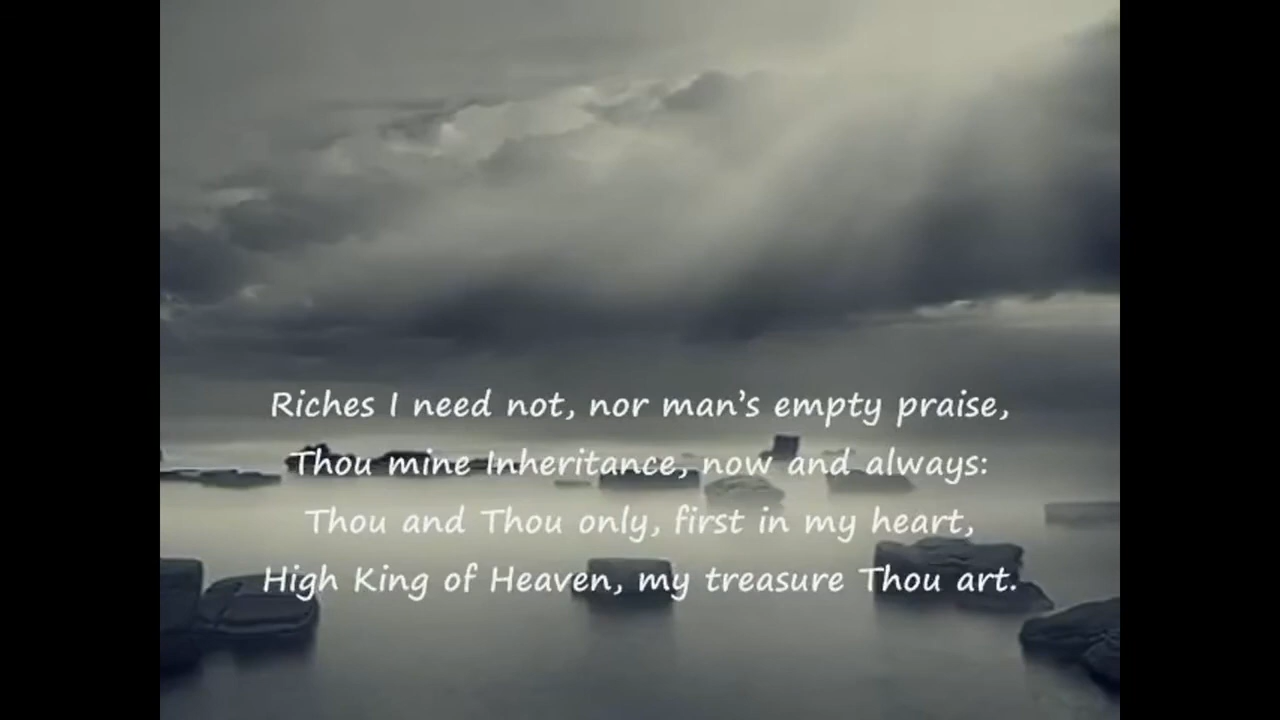 Riches I need not, nor man’s empty praise,
Thou mine Inheritance, now and always:
Thou and Thou only, first in my heart,
High King of Heaven, my treasure Thou art.